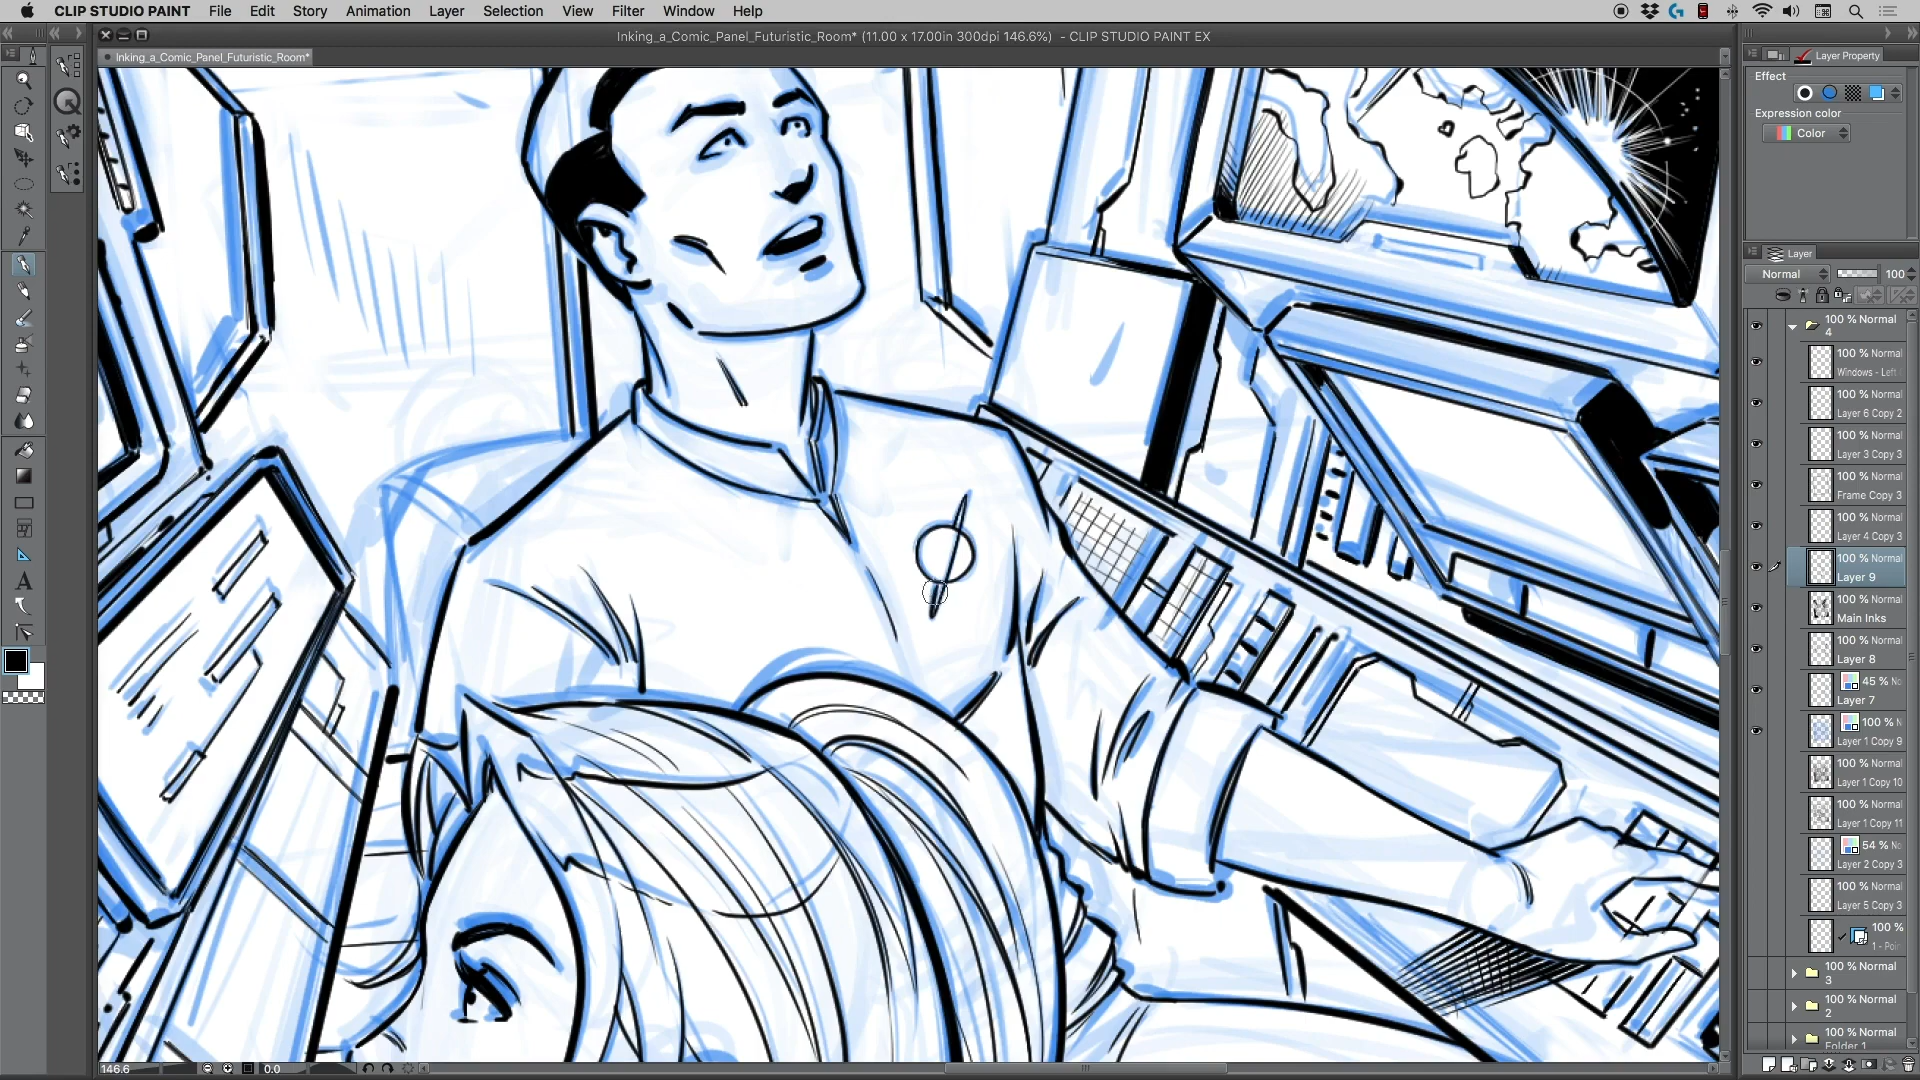 CLIP STUDIO PAINT File Edit Story Animation Layer Selection View Filter Window Help
Inking_a_Comic_Panel_Futuristic_Room* (11.00 x 17.00in 300dpi 146.6%) - CLIP STUDIO PAINT EX
Inking_a_Comic_Panel_Futuristic_Room*
Layer Property
Effect
Expression color
Color
Layer
Normal 100
100 % Normal
4
100 % Normal
Windows - Left
100 % Normal
Layer 6 Copy 2
100 % Normal
Layer 3 Copy 3
100 % Normal
Frame Copy 3
100 % Normal
Layer 4 Copy 3
100 % Normal
Layer 9
100 % Normal
Main Inks
100 % Normal
Layer 8
45 % No
Layer 7
100 % N
Layer 1 Copy 9
100 % Normal
Layer 1 Copy 10
100 % Normal
Layer 1 Copy 11
54 % No
Layer 2 Copy 3
100 % Normal
Layer 5 Copy 3
100 %
1 - Poi
100 % Normal
3
100 % Normal
2
100 % Normal
Folder 1
146.6 0.0